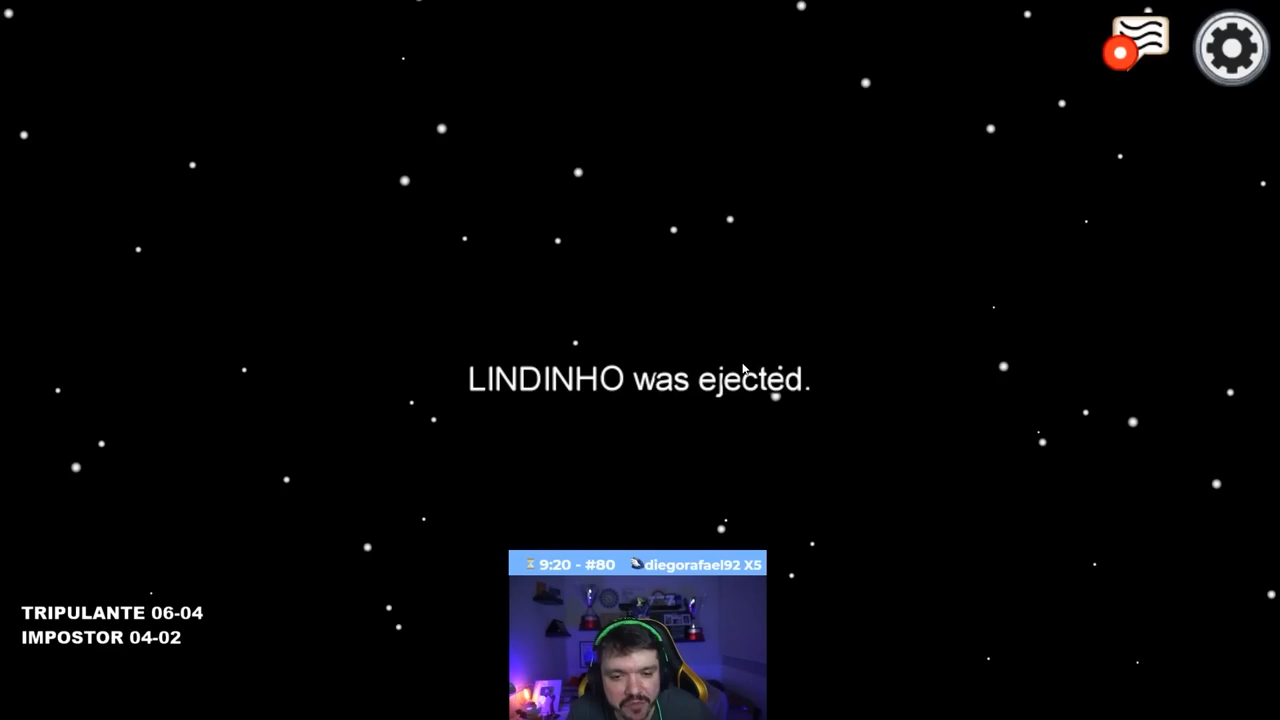 LINDINHO was ejected.
9:20 - #80 diegorafael92 X5
TRIPULANTE 06-04
IMPOSTOR 04-02